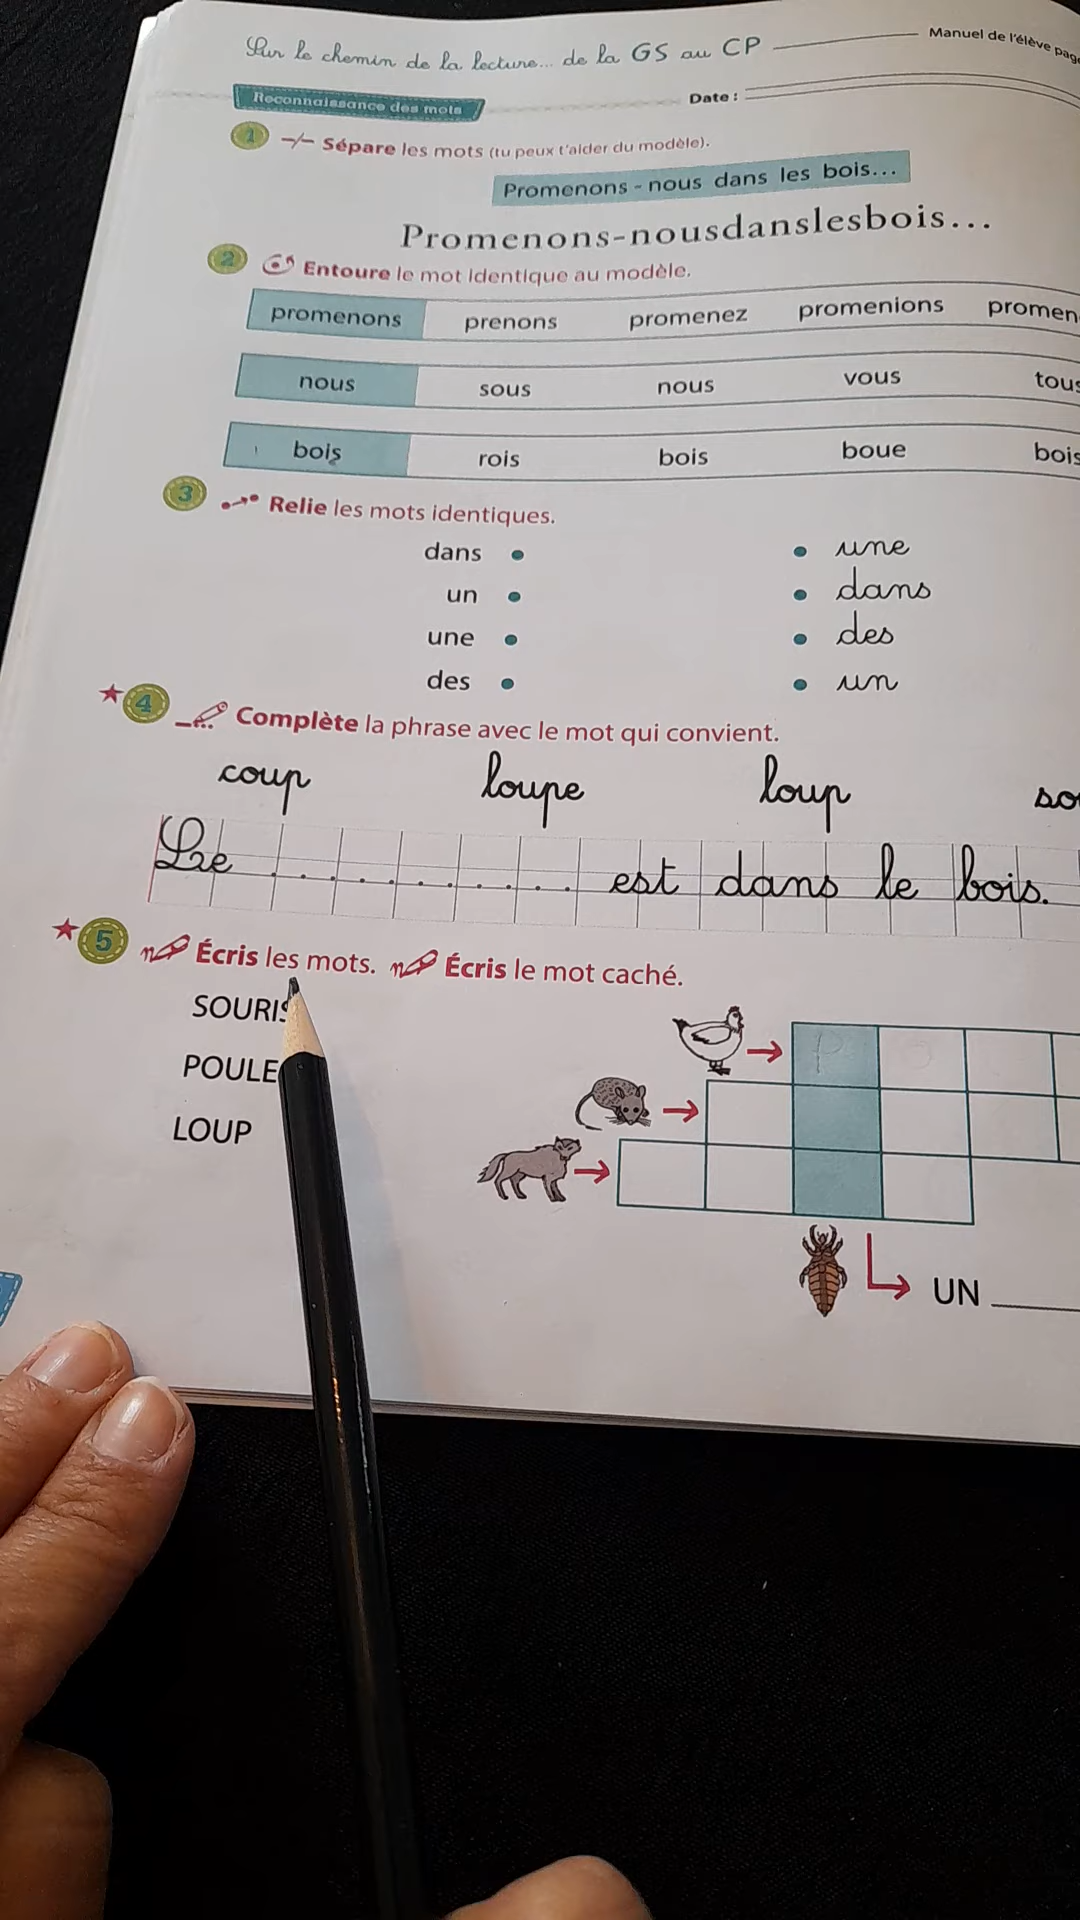 Sur le chemin de la lecture... de la GS au CP
Manuel de l'élève page
Reconnaissance des mots
Date :
1 Sépare les mots (tu peux t'aider du modèle).
Promenons - nous dans les bois...
Promenons-nousdanslesbois...
2 Entoure le mot identique au modèle.
promenons prenons promenez promenions promen
nous sous nous vous tous
bois rois bois boue bois
3 Relie les mots identiques.
dans • • une
un • • dans
une • • des
des • • un
4 Complète la phrase avec le mot qui convient.
coup loupe loup so
Le .......... est dans le bois.
5 Écris les mots. Écris le mot caché.
SOURIS
POULE
LOUP
UN